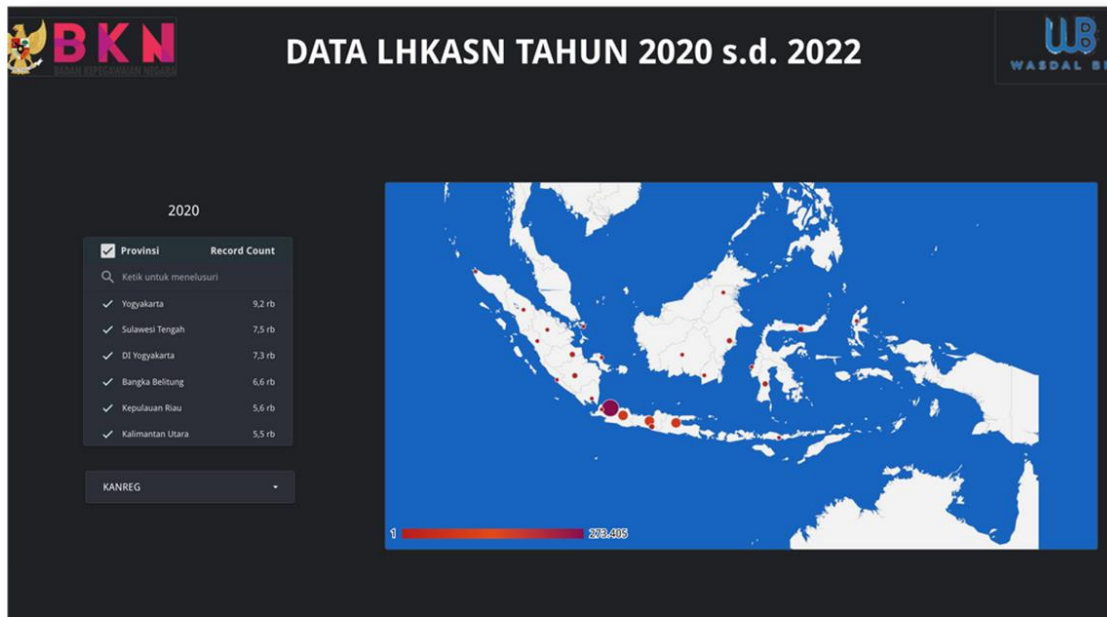 BKN
BADAN KEPEGAWAIAN NEGARA
DATA LHKASN TAHUN 2020 s.d. 2022
WB
WASDAL B
2020
Provinsi Record Count
Ketik untuk menelusuri
Yogyakarta 9,2 rb
Sulawesi Tengah 7,5 rb
DI Yogyakarta 7,3 rb
Bangka Belitung 6,6 rb
Kepulauan Riau 5,6 rb
Kalimantan Utara 5,5 rb
KANREG
1 273.405